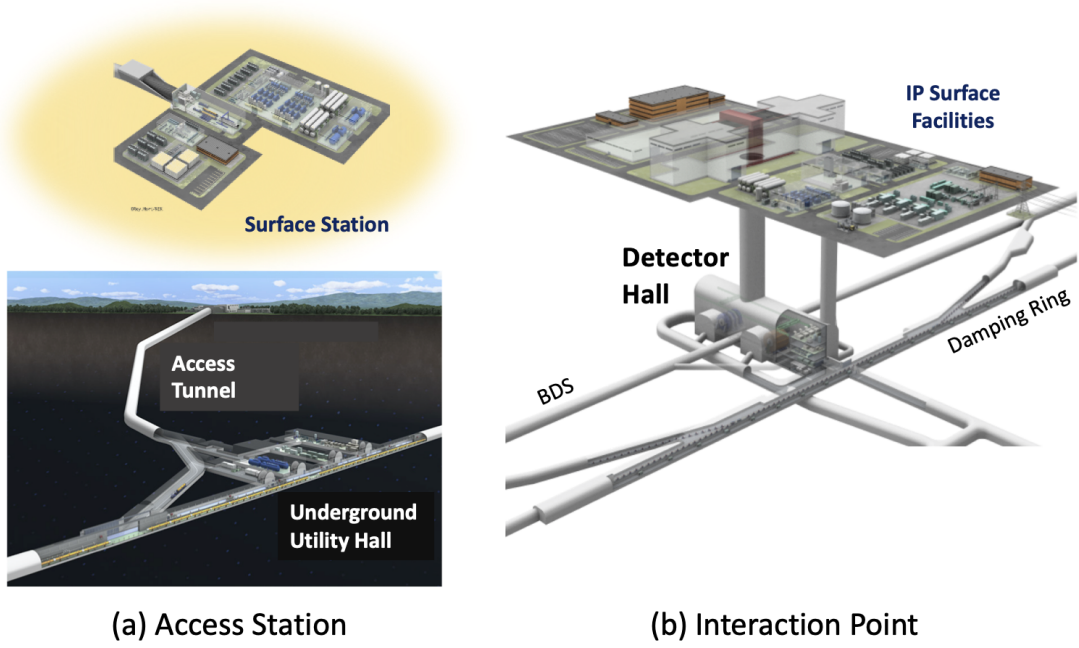 Surface Station
Access
Tunnel
Underground
Utility Hall
(a) Access Station
IP Surface
Facilities
Detector
Hall
BDS
Damping Ring
(b) Interaction Point